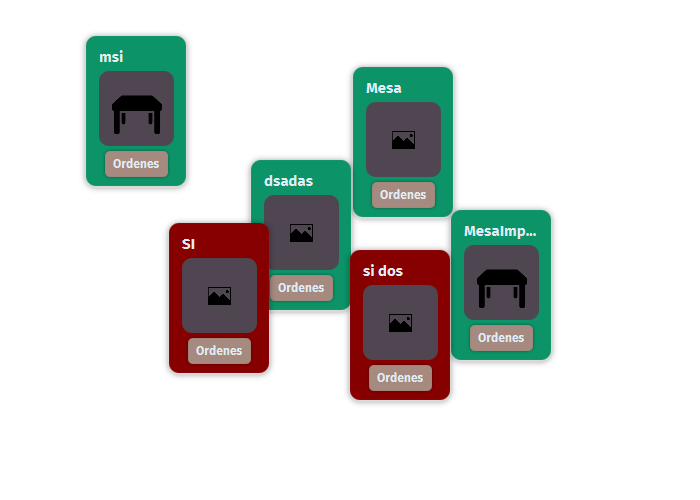 msi
Ordenes
Mesa
Ordenes
dsadas
Ordenes
SI
Ordenes
si dos
Ordenes
MesaImp...
Ordenes